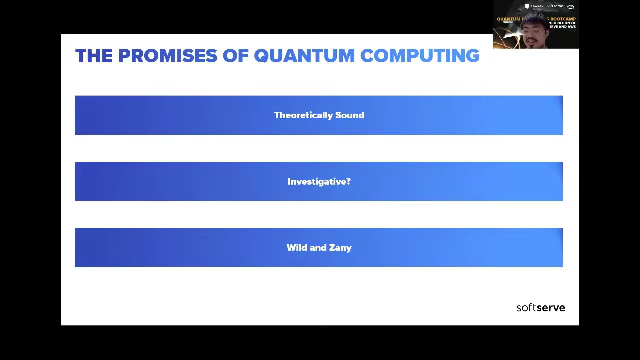 THE PROMISES OF QUANTUM COMPUTING
Theoretically Sound
Investigative?
Wild and Zany
softserve